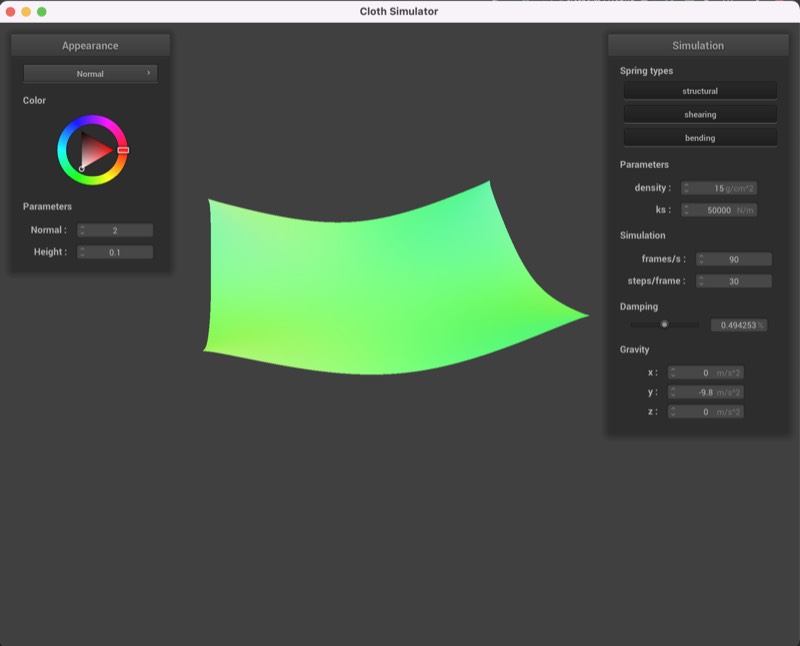 Cloth Simulator
Appearance
Normal
Color
Parameters
Normal : 2
Height : 0.1
Simulation
Spring types
structural
shearing
bending
Parameters
density : 15 g/cm^2
ks : 50000 N/m
Simulation
frames/s : 90
steps/frame : 30
Damping
0.494253 %
Gravity
x : 0 m/s^2
y : -9.8 m/s^2
z : 0 m/s^2